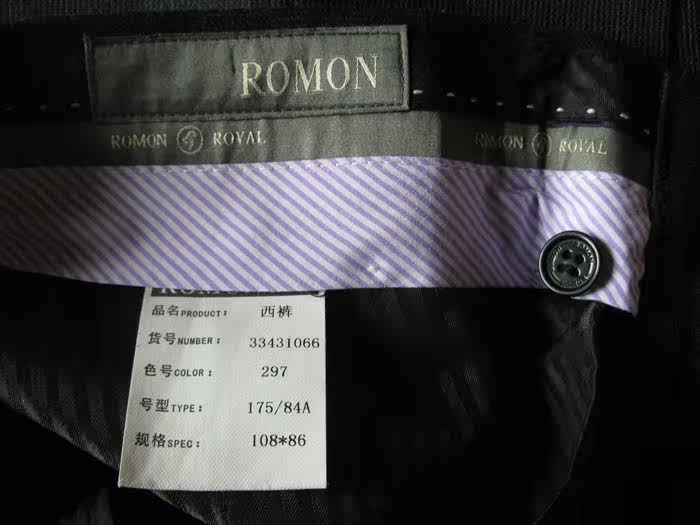 ROMON
ROMON ROYAL ROMON ROYAL
品名PRODUCT： 西裤
货号NUMBER： 33431066
色号COLOR： 297
号型TYPE： 175/84A
规格SPEC： 108*86